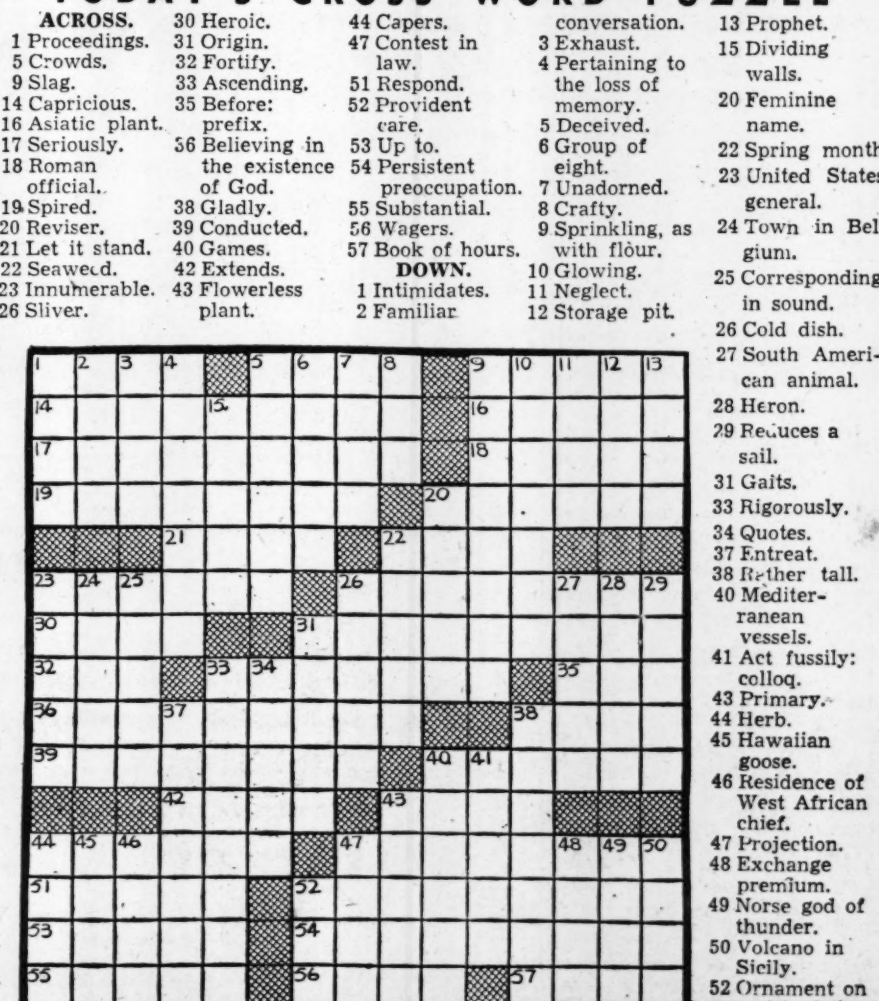 TODAY'S CROSS WORD PUZZLE
ACROSS.
1 Proceedings.
5 Crowds.
9 Slag.
14 Capricious.
16 Asiatic plant.
17 Seriously.
18 Roman
official.
19 Spired.
20 Reviser.
21 Let it stand.
22 Seaweed.
23 Innumerable.
26 Sliver.
30 Heroic.
31 Origin.
32 Fortify.
33 Ascending.
35 Before:
prefix.
36 Believing in
the existence
of God.
38 Gladly.
39 Conducted.
40 Games.
42 Extends.
43 Flowerless
plant.
44 Capers.
47 Contest in
law.
51 Respond.
52 Provident
care.
53 Up to.
54 Persistent
preoccupation.
55 Substantial.
56 Wagers.
57 Book of hours.
DOWN.
1 Intimidates.
2 Familiar
conversation.
3 Exhaust.
4 Pertaining to
the loss of
memory.
5 Deceived.
6 Group of
eight.
7 Unadorned.
8 Crafty.
9 Sprinkling, as
with flour.
10 Glowing.
11 Neglect.
12 Storage pit.
13 Prophet.
15 Dividing
walls.
20 Feminine
name.
22 Spring month
23 United States
general.
24 Town in Bel
gium.
25 Corresponding
in sound.
26 Cold dish.
27 South Ameri-
can animal.
28 Heron.
29 Reduces a
sail.
31 Gaits.
33 Rigorously.
34 Quotes.
37 Entreat.
38 Rether tall.
40 Mediter-
ranean
vessels.
41 Act fussily:
colloq.
43 Primary.
44 Herb.
45 Hawaiian
goose.
46 Residence of
West African
chief.
47 Projection.
48 Exchange
premium.
49 Norse god of
thunder.
50 Volcano in
Sicily.
52 Ornament on
1 2 3 4 5 6 7 8 9 10 11 12 13
14 15 16
17 18
19 20
21 22
23 24 25 26 27 28 29
30 31
32 33 34 35
36 37 38
39 40 41
42 43
44 45 46 47 48 49 50
51 52
53 54
55 56 57